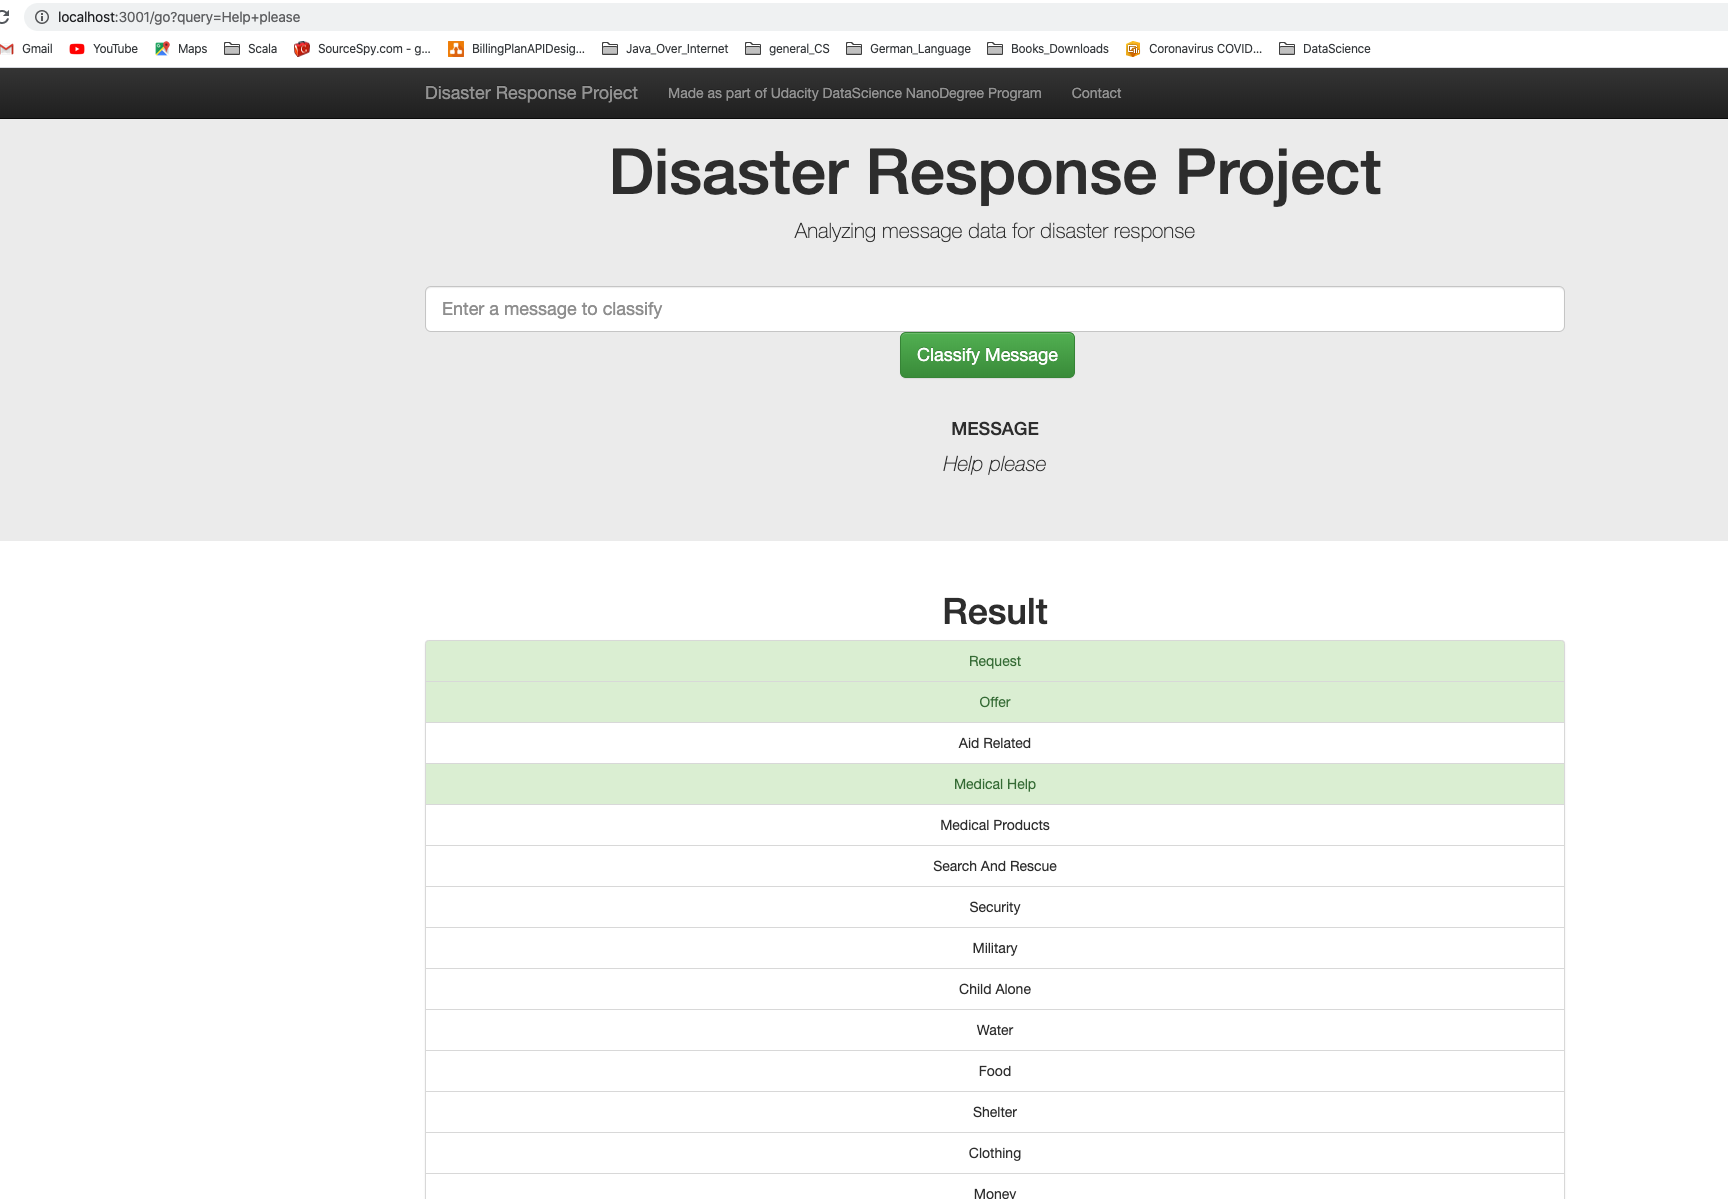 localhost:3001/go?query=Help+please
Gmail YouTube Maps Scala SourceSpy.com - g... BillingPlanAPIDesig... Java_Over_Internet general_CS German_Language Books_Downloads Coronavirus COVID... DataScience
Disaster Response Project Made as part of Udacity DataScience NanoDegree Program Contact
Disaster Response Project
Analyzing message data for disaster response
Enter a message to classify
Classify Message
MESSAGE
Help please
Result
Request
Offer
Aid Related
Medical Help
Medical Products
Search And Rescue
Security
Military
Child Alone
Water
Food
Shelter
Clothing
Money